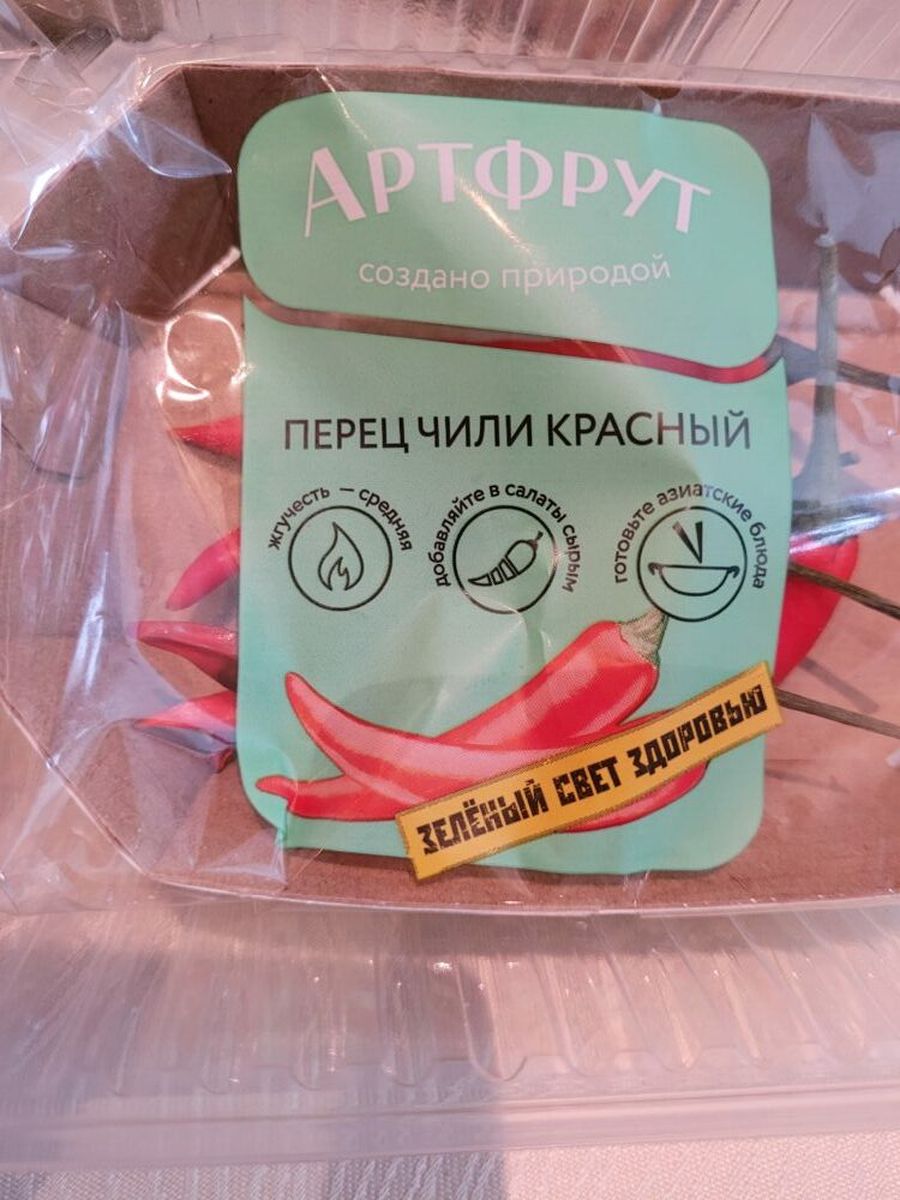 АРТФРУТ
создано природой
ПЕРЕЦ ЧИЛИ КРАСНЫЙ
жгучесть — средняя
добавляйте в салаты сырым
готовьте азиатские блюда
ЗЕЛЁНЫЙ СВЕТ ЗДОРОВЬЮ